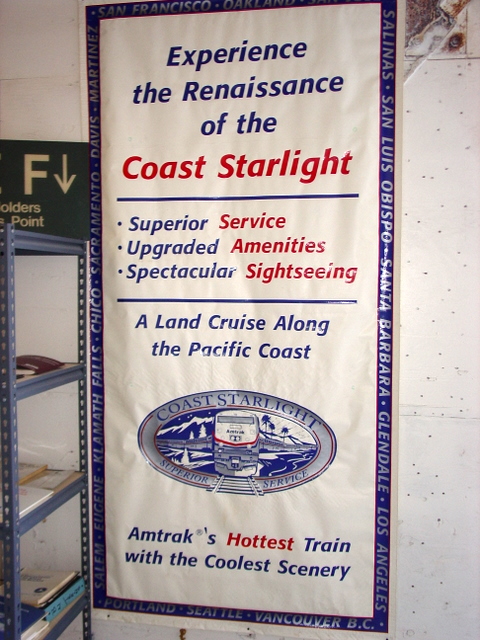 SAN FRANCISCO • OAKLAND • SAN
Experience
the Renaissance
of the
Coast Starlight
• Superior Service
• Upgraded Amenities
• Spectacular Sightseeing
A Land Cruise Along
the Pacific Coast
COAST STARLIGHT
Amtrak
SUPERIOR SERVICE
Amtrak®'s Hottest Train
with the Coolest Scenery
SALINAS • SAN LUIS OBISPO • SANTA BARBARA • GLENDALE • LOS ANGELES
• PORTLAND • SEATTLE • VANCOUVER B.C. •
SALEM • EUGENE • KLAMATH FALLS • CHICO • SACRAMENTO • DAVIS • MARTINEZ
F↓
olders
Point